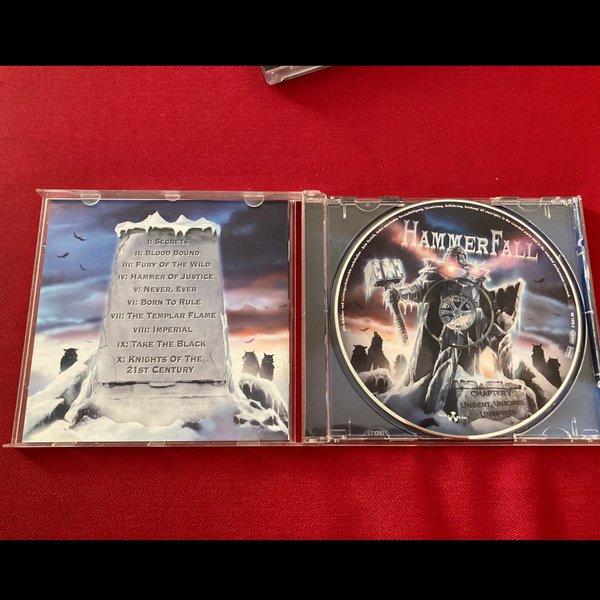 I: Secrets
II: Blood Bound
III: Fury Of The Wild
IV: Hammer Of Justice
V: Never, Ever
VI: Born To Rule
VII: The Templar Flame
VIII: Imperial
IX: Take The Black
X: Knights Of The
21st Century
HammerFall
Chapter V
Unbent, Unbowed,
Unbroken